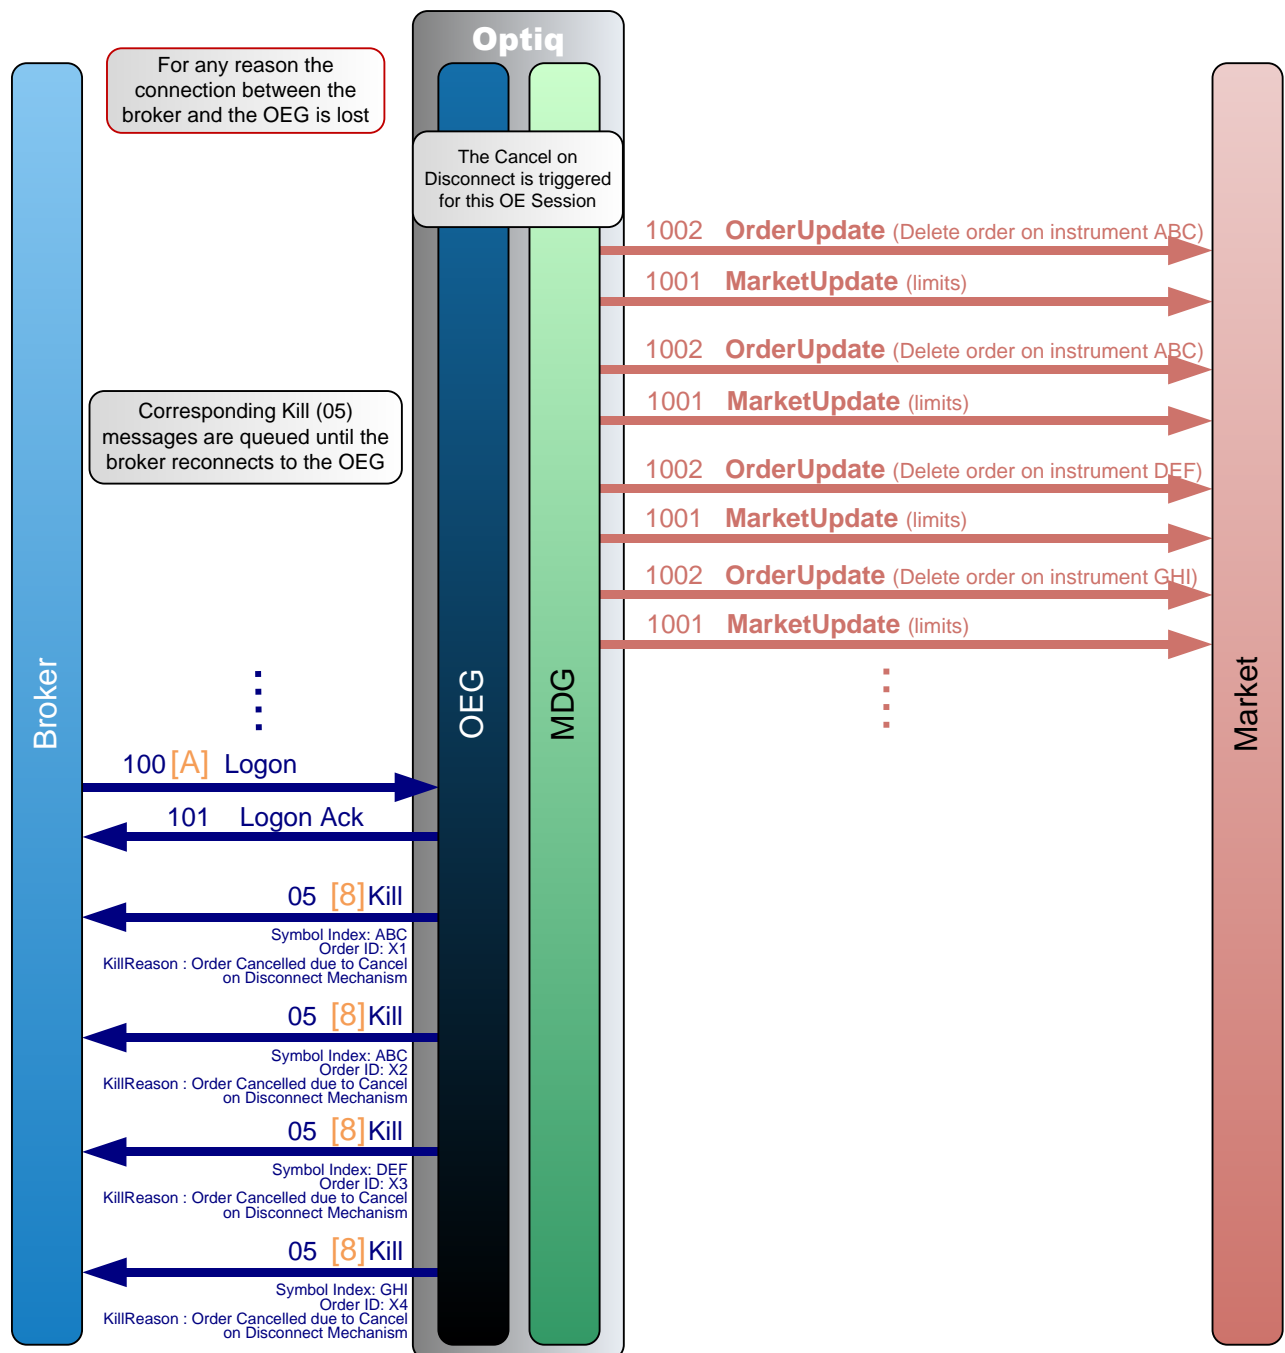 Optiq
For any reason the
connection between the
broker and the OEG is lost
The Cancel on
Disconnect is triggered
for this OE Session
1002 OrderUpdate (Delete order on instrument ABC)
1001 MarketUpdate (limits)
1002 OrderUpdate (Delete order on instrument ABC)
1001 MarketUpdate (limits)
Corresponding Kill (05)
messages are queued until the
broker reconnects to the OEG
1002 OrderUpdate (Delete order on instrument DEF)
1001 MarketUpdate (limits)
1002 OrderUpdate (Delete order on instrument GHI)
1001 MarketUpdate (limits)
Broker
OEG
MDG
Market
100 [A] Logon
101 Logon Ack
05 [8] Kill
Symbol Index: ABC
Order ID: X1
KillReason : Order Cancelled due to Cancel
on Disconnect Mechanism
05 [8] Kill
Symbol Index: ABC
Order ID: X2
KillReason : Order Cancelled due to Cancel
on Disconnect Mechanism
05 [8] Kill
Symbol Index: DEF
Order ID: X3
KillReason : Order Cancelled due to Cancel
on Disconnect Mechanism
05 [8] Kill
Symbol Index: GHI
Order ID: X4
KillReason : Order Cancelled due to Cancel
on Disconnect Mechanism